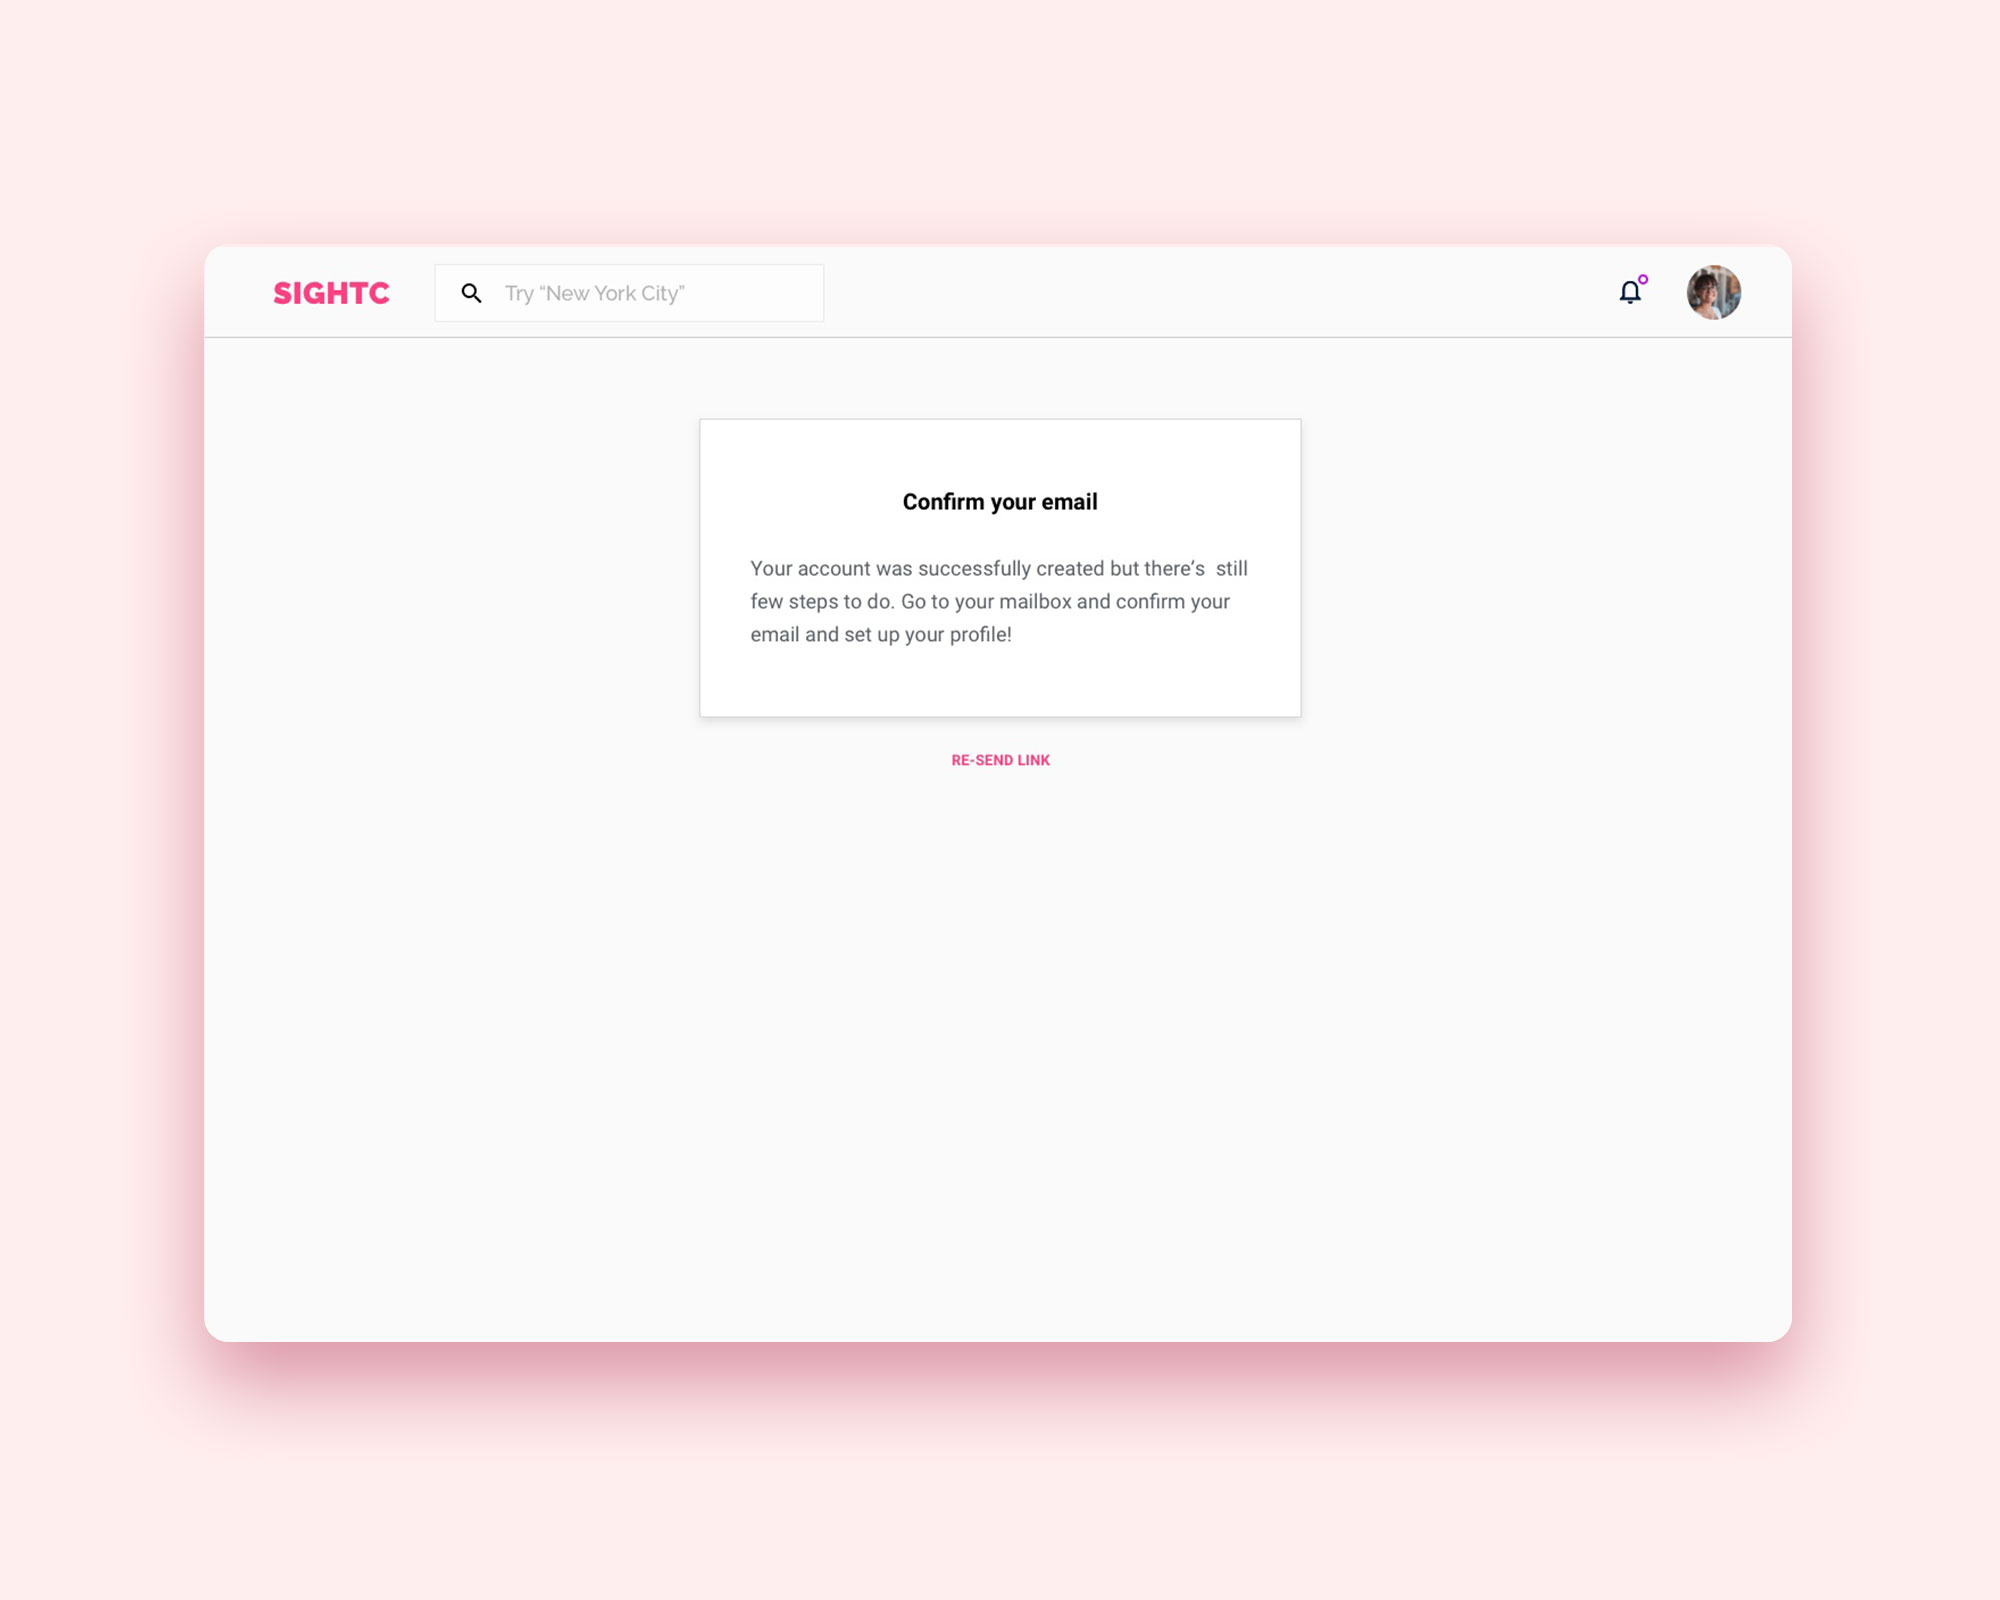 SIGHTC
Try “New York City”
Confirm your email
Your account was successfully created but there’s  still
few steps to do. Go to your mailbox and confirm your
email and set up your profile!
RE-SEND LINK